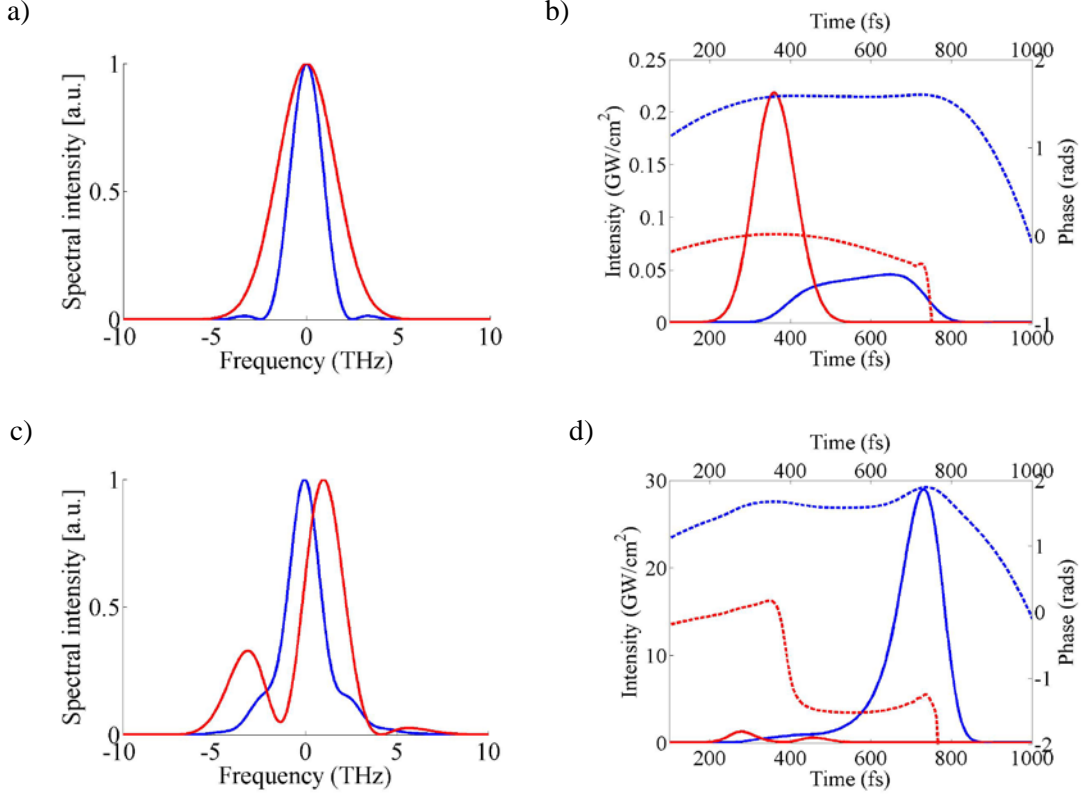 a)
Spectral intensity [a.u.]
1
0.5
0
-10 -5 0 5 10
Frequency (THz)
b)
Time (fs)
200 400 600 800 1000
Intensity (GW/cm²)
0.25
0.2
0.15
0.1
0.05
0
2
1
0
-1
Phase (rads)
200 400 600 800 1000
Time (fs)
c)
Spectral intensity [a.u.]
1
0.5
0
-10 -5 0 5 10
Frequency (THz)
d)
Time (fs)
200 400 600 800 1000
Intensity (GW/cm²)
30
20
10
0
2
1
0
-1
-2
Phase (rads)
200 400 600 800 1000
Time (fs)